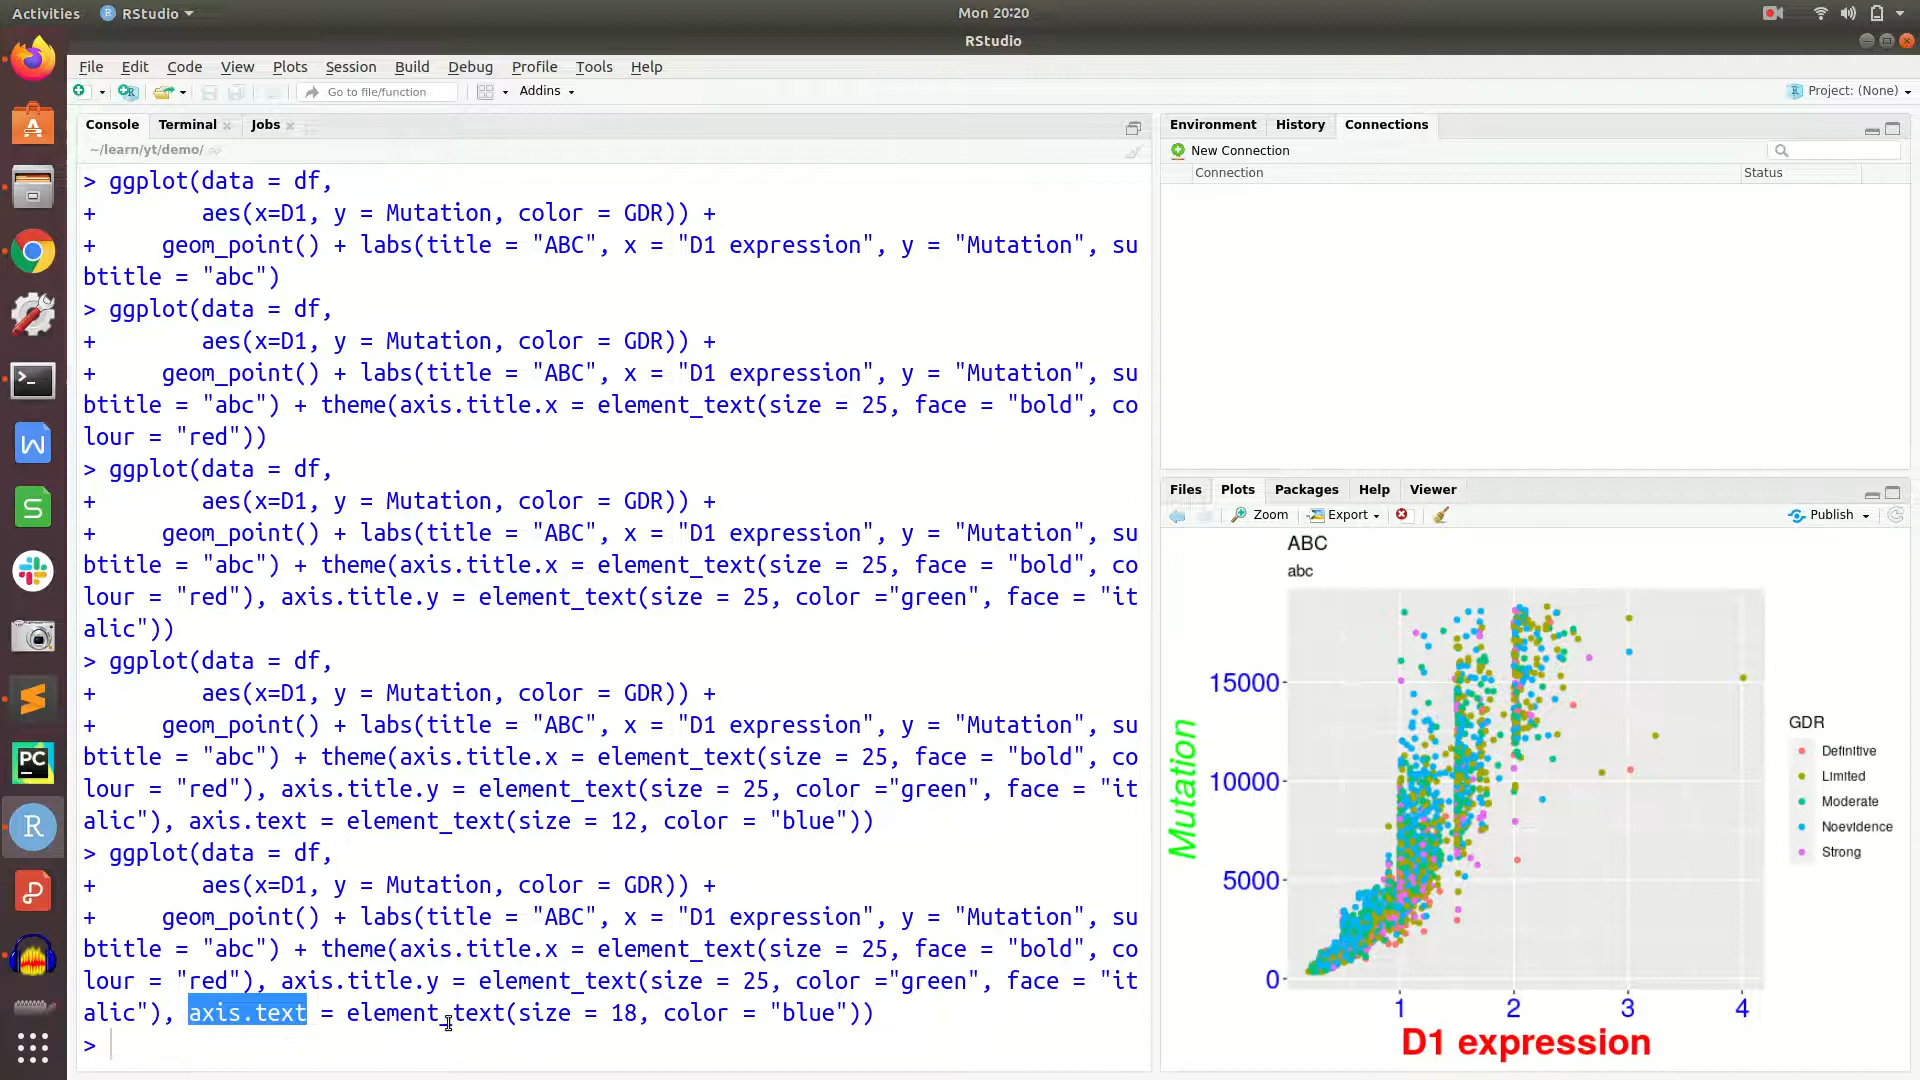 Activities RStudio Mon 20:20
RStudio
File Edit Code View Plots Session Build Debug Profile Tools Help
Go to file/function Addins Project: (None)
Console Terminal Jobs
~/learn/yt/demo/
> ggplot(data = df,
+        aes(x=D1, y = Mutation, color = GDR)) +
+     geom_point() + labs(title = "ABC", x = "D1 expression", y = "Mutation", su
btitle = "abc")
> ggplot(data = df,
+        aes(x=D1, y = Mutation, color = GDR)) +
+     geom_point() + labs(title = "ABC", x = "D1 expression", y = "Mutation", su
btitle = "abc") + theme(axis.title.x = element_text(size = 25, face = "bold", co
lour = "red"))
> ggplot(data = df,
+        aes(x=D1, y = Mutation, color = GDR)) +
+     geom_point() + labs(title = "ABC", x = "D1 expression", y = "Mutation", su
btitle = "abc") + theme(axis.title.x = element_text(size = 25, face = "bold", co
lour = "red"), axis.title.y = element_text(size = 25, color ="green", face = "it
alic"))
> ggplot(data = df,
+        aes(x=D1, y = Mutation, color = GDR)) +
+     geom_point() + labs(title = "ABC", x = "D1 expression", y = "Mutation", su
btitle = "abc") + theme(axis.title.x = element_text(size = 25, face = "bold", co
lour = "red"), axis.title.y = element_text(size = 25, color ="green", face = "it
alic"), axis.text = element_text(size = 12, color = "blue"))
> ggplot(data = df,
+        aes(x=D1, y = Mutation, color = GDR)) +
+     geom_point() + labs(title = "ABC", x = "D1 expression", y = "Mutation", su
btitle = "abc") + theme(axis.title.x = element_text(size = 25, face = "bold", co
lour = "red"), axis.title.y = element_text(size = 25, color ="green", face = "it
alic"), axis.text = element_text(size = 18, color = "blue"))
>
Environment History Connections
New Connection
Connection Status
Files Plots Packages Help Viewer
Zoom Export Publish
ABC
abc
15000
10000
5000
0
Mutation
1 2 3 4
D1 expression
GDR
Definitive
Limited
Moderate
Noevidence
Strong
W
S
PC
R